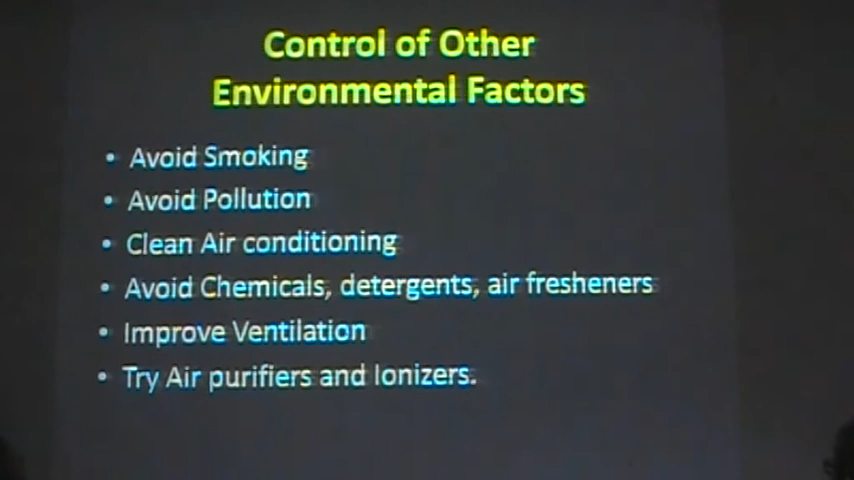 Control of Other
Environmental Factors
• Avoid Smoking
• Avoid Pollution
• Clean Air conditioning
• Avoid Chemicals, detergents, air fresheners
• Improve Ventilation
• Try Air purifiers and Ionizers.